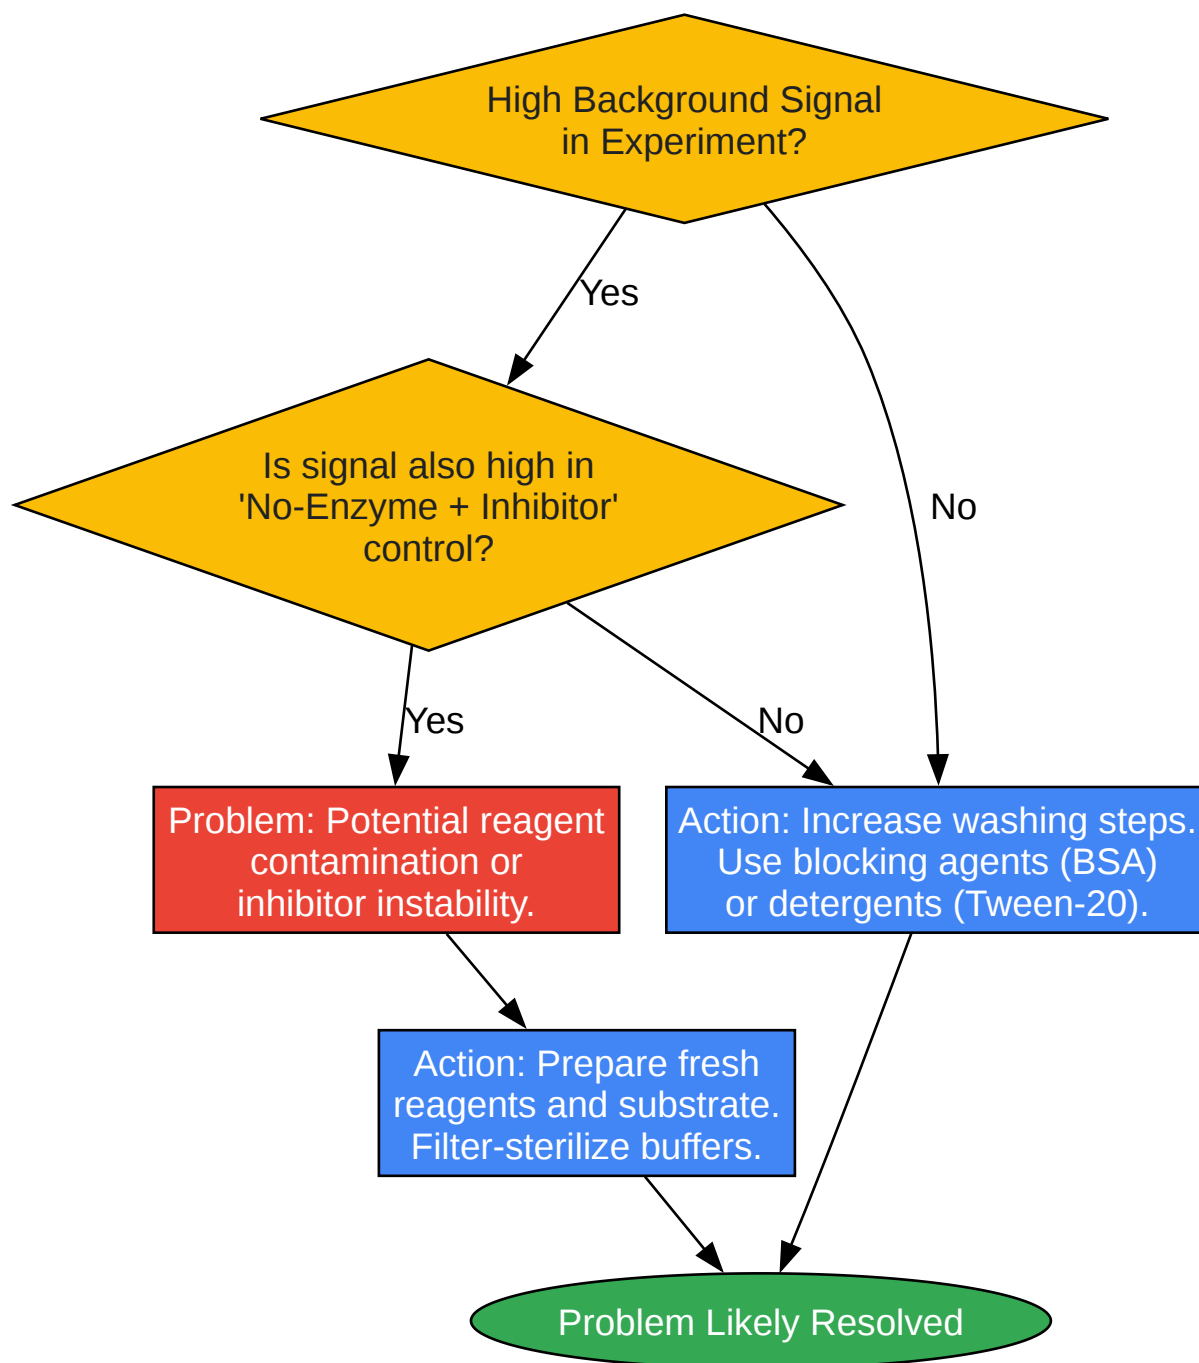 High Background Signal
in Experiment?
Yes
No
Is signal also high in
'No-Enzyme + Inhibitor'
control?
Yes
No
Problem: Potential reagent
contamination or
inhibitor instability.
Action: Increase washing steps.
Use blocking agents (BSA)
or detergents (Tween-20).
Action: Prepare fresh
reagents and substrate.
Filter-sterilize buffers.
Problem Likely Resolved